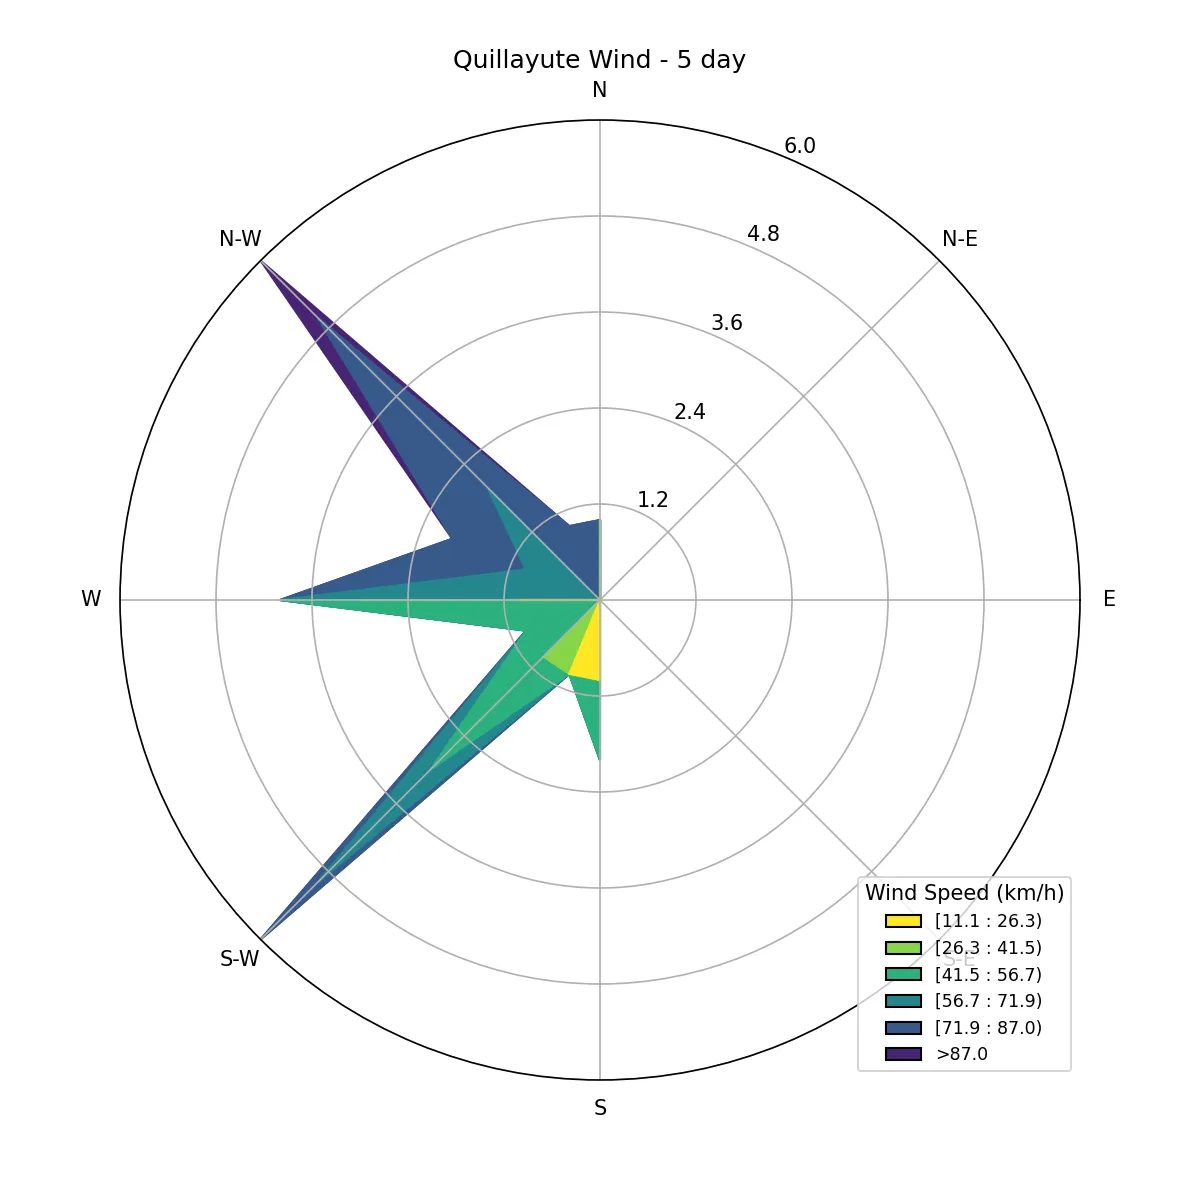 Quillayute Wind - 5 day
N
6.0
N-W
N-E
4.8
3.6
2.4
1.2
W
E
S-W
S-E
S
Wind Speed (km/h)
[11.1 : 26.3)
[26.3 : 41.5)
[41.5 : 56.7)
[56.7 : 71.9)
[71.9 : 87.0)
>87.0